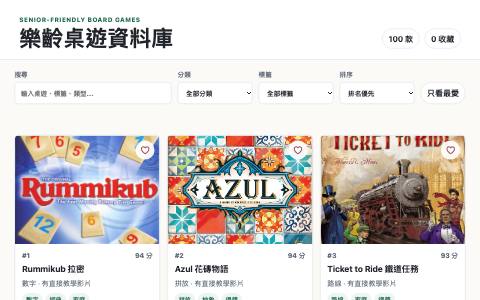 SENIOR-FRIENDLY BOARD GAMES
樂齡桌遊資料庫
100 款
0 收藏
搜尋
分類
標籤
排序
輸入桌遊、標籤、類型...
全部分類
全部標籤
排名優先
只看最愛
Rummikub
AZUL
TICKET TO RIDE
#1
94 分
Rummikub 拉密
數字 · 有直接教學影片
#2
94 分
Azul 花磚物語
拼放 · 有直接教學影片
#3
93 分
Ticket to Ride 鐵道任務
路線 · 有直接教學影片